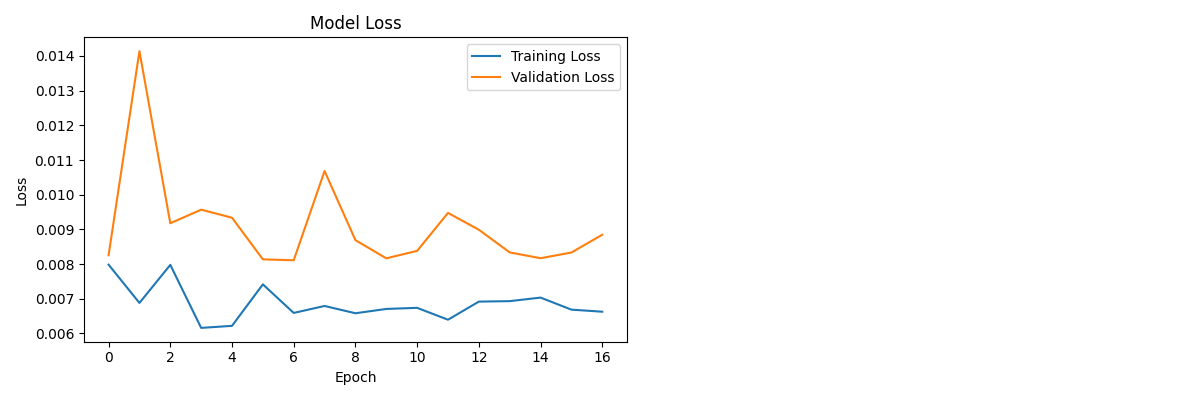 Model Loss
Training Loss
Validation Loss
0.014
0.013
0.012
0.011
0.010
0.009
0.008
0.007
0.006
Loss
0 2 4 6 8 10 12 14 16
Epoch